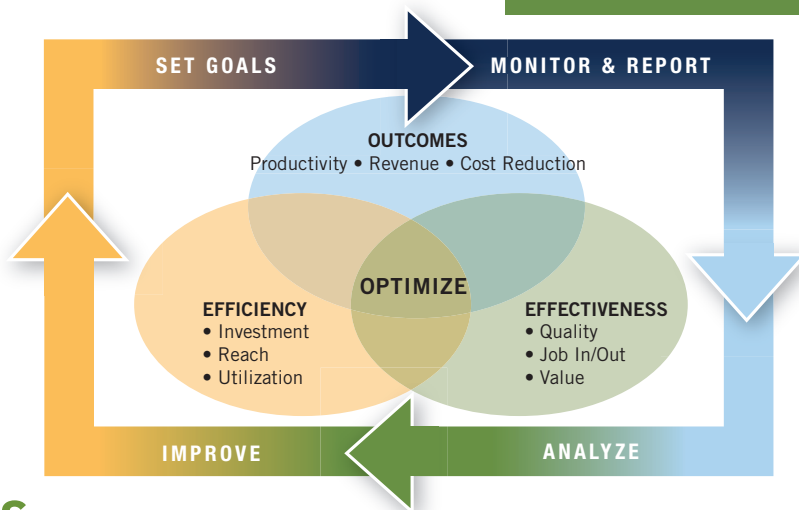 SET GOALS
MONITOR & REPORT
OUTCOMES
Productivity • Revenue • Cost Reduction
OPTIMIZE
EFFICIENCY
• Investment
• Reach
• Utilization
EFFECTIVENESS
• Quality
• Job In/Out
• Value
IMPROVE
ANALYZE